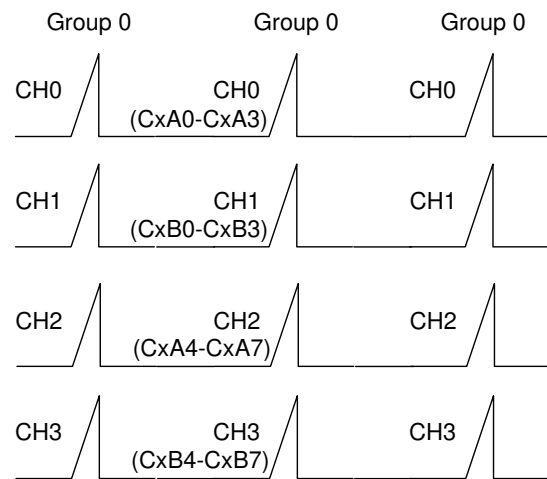 Group 0 Group 0 Group 0
CH0 CH0 CH0
(CxA0-CxA3)
CH1 CH1 CH1
(CxB0-CxB3)
CH2 CH2 CH2
(CxA4-CxA7)
CH3 CH3 CH3
(CxB4-CxB7)